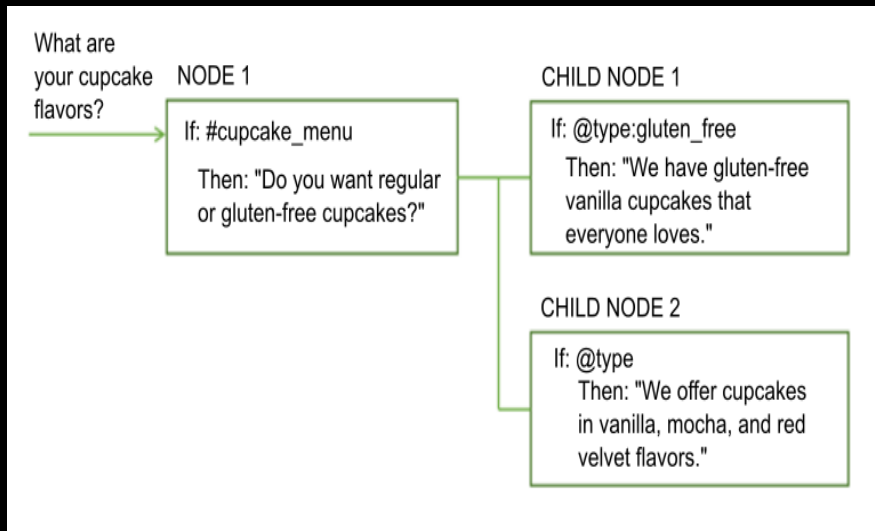 What are
your cupcake
flavors?
NODE 1
If: #cupcake_menu
Then: "Do you want regular
or gluten-free cupcakes?"
CHILD NODE 1
If: @type:gluten_free
Then: "We have gluten-free
vanilla cupcakes that
everyone loves."
CHILD NODE 2
If: @type
Then: "We offer cupcakes
in vanilla, mocha, and red
velvet flavors."